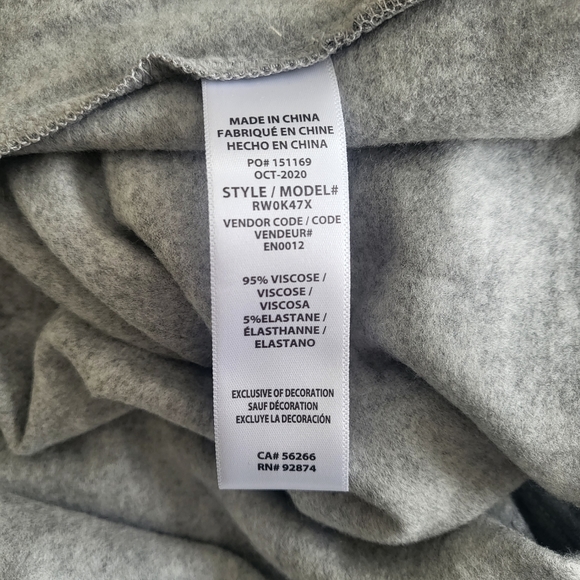 MADE IN CHINA
FABRIQUÉ EN CHINE
HECHO EN CHINA
PO# 151169
OCT-2020
STYLE / MODEL#
RW0K47X
VENDOR CODE / CODE
VENDEUR#
EN0012
95% VISCOSE /
VISCOSE /
VISCOSA
5%ELASTANE /
ÉLASTHANNE /
ELASTANO
EXCLUSIVE OF DECORATION
SAUF DÉCORATION
EXCLUYE LA DECORACIÓN
CA# 56266
RN# 92874